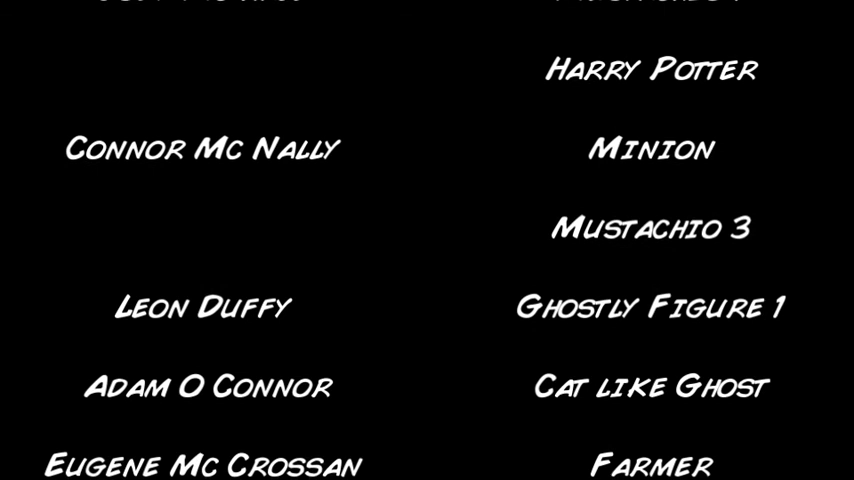 Harry Potter
Connor Mc Nally Minion
Mustachio 3
Leon Duffy Ghostly Figure 1
Adam O Connor Cat like Ghost
Eugene Mc Crossan Farmer